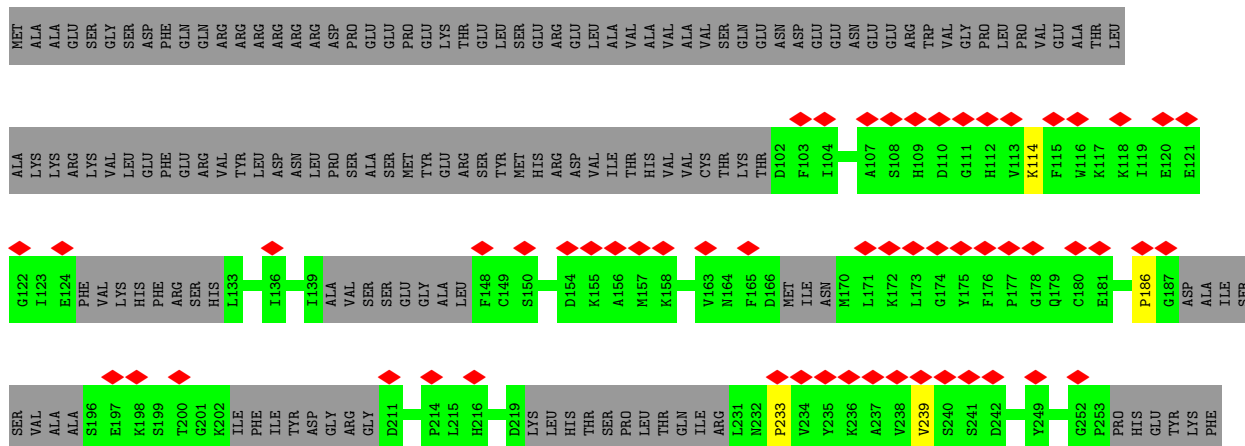 MET ALA ALA GLU SER GLY SER ASP PHE GLN GLN ARG ARG ARG ARG ARG ARG ASP PRO GLU GLU PRO GLU LYS THR GLU LEU SER GLU ARG GLU LEU ALA VAL ALA VAL ALA VAL SER GLN GLU ASN ASP GLU GLU ASN GLU GLU ARG TRP VAL GLY PRO LEU PRO VAL GLU ALA THR LEU
ALA LYS LYS ARG LYS VAL LEU GLU PHE GLU ARG VAL TYR LEU ASP ASN LEU PRO SER ALA SER MET TYR GLU ARG SER TYR MET HIS ARG ASP VAL ILE THR HIS VAL VAL CYS THR LYS THR D102 F103 I104 A107 S108 H109 D110 G111 H112 V113 K114 F115 W116 K117 K118 I119 E120 E121
G122 I123 E124 PHE VAL LYS HIS PHE ARG SER HIS L133 I136 I139 ALA VAL SER SER GLU GLY ALA LEU F148 C149 S150 D154 K155 A156 M157 K158 V163 N164 F165 D166 MET ILE ASN M170 L171 K172 L173 G174 Y175 F176 P177 G178 Q179 C180 E181 P186 G187 ASP ALA ILE SER
SER VAL ALA ALA S196 E197 K198 S199 T200 G201 K202 ILE PHE ILE TYR ASP GLY ARG GLY D211 P214 L215 H216 D219 LYS LEU HIS THR SER PRO LEU THR GLN ILE ARG L231 N232 P233 V234 Y235 K236 A237 V238 V239 S240 S241 D242 Y249 G252 P253 PRO HIS GLU TYR LYS PHE